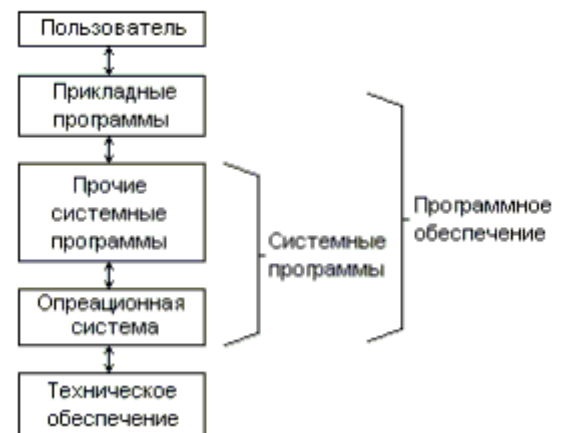 Пользователь
Прикладные
программы
Прочие
системные
программы
Опреационная
система
Техническое
обеспечение
Системные
программы
Программное
обеспечение